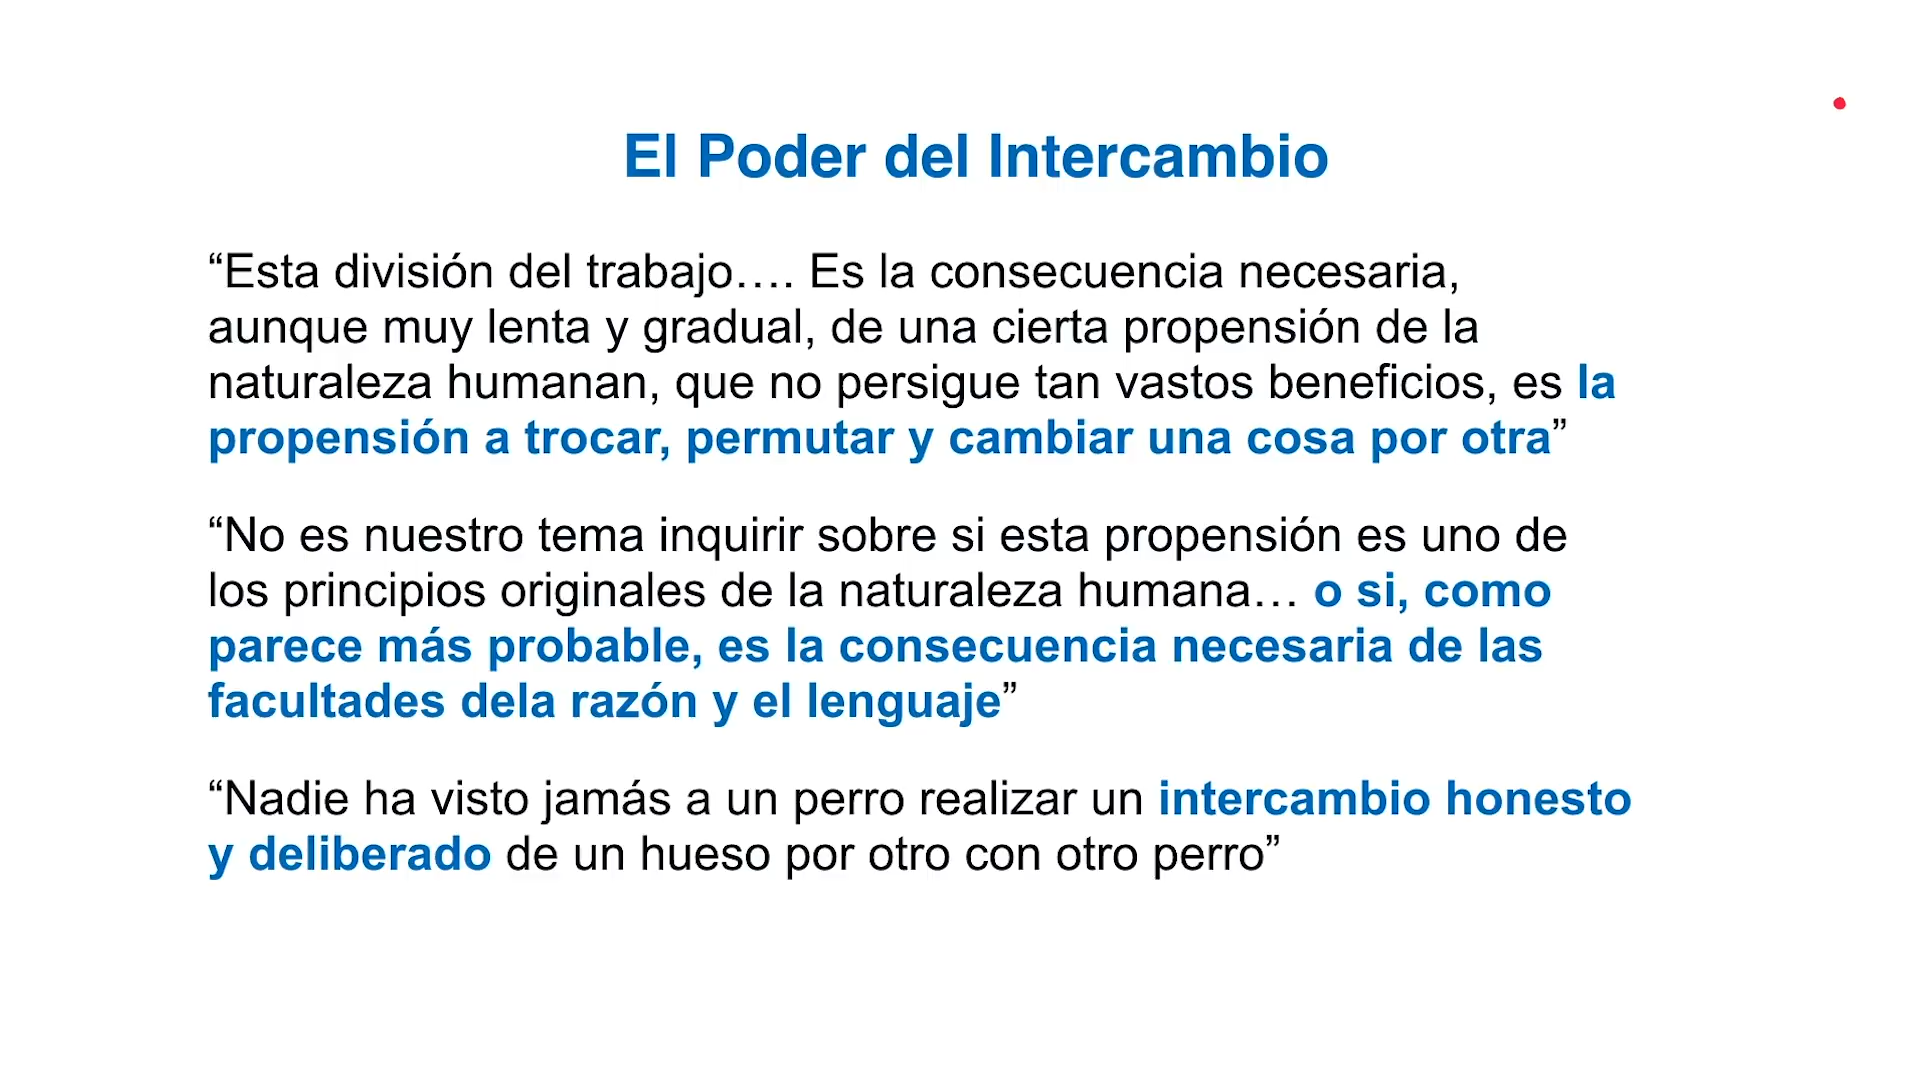 El Poder del Intercambio
“Esta división del trabajo…. Es la consecuencia necesaria,
aunque muy lenta y gradual, de una cierta propensión de la
naturaleza humanan, que no persigue tan vastos beneficios, es la
propensión a trocar, permutar y cambiar una cosa por otra”
“No es nuestro tema inquirir sobre si esta propensión es uno de
los principios originales de la naturaleza humana… o si, como
parece más probable, es la consecuencia necesaria de las
facultades dela razón y el lenguaje”
“Nadie ha visto jamás a un perro realizar un intercambio honesto
y deliberado de un hueso por otro con otro perro”